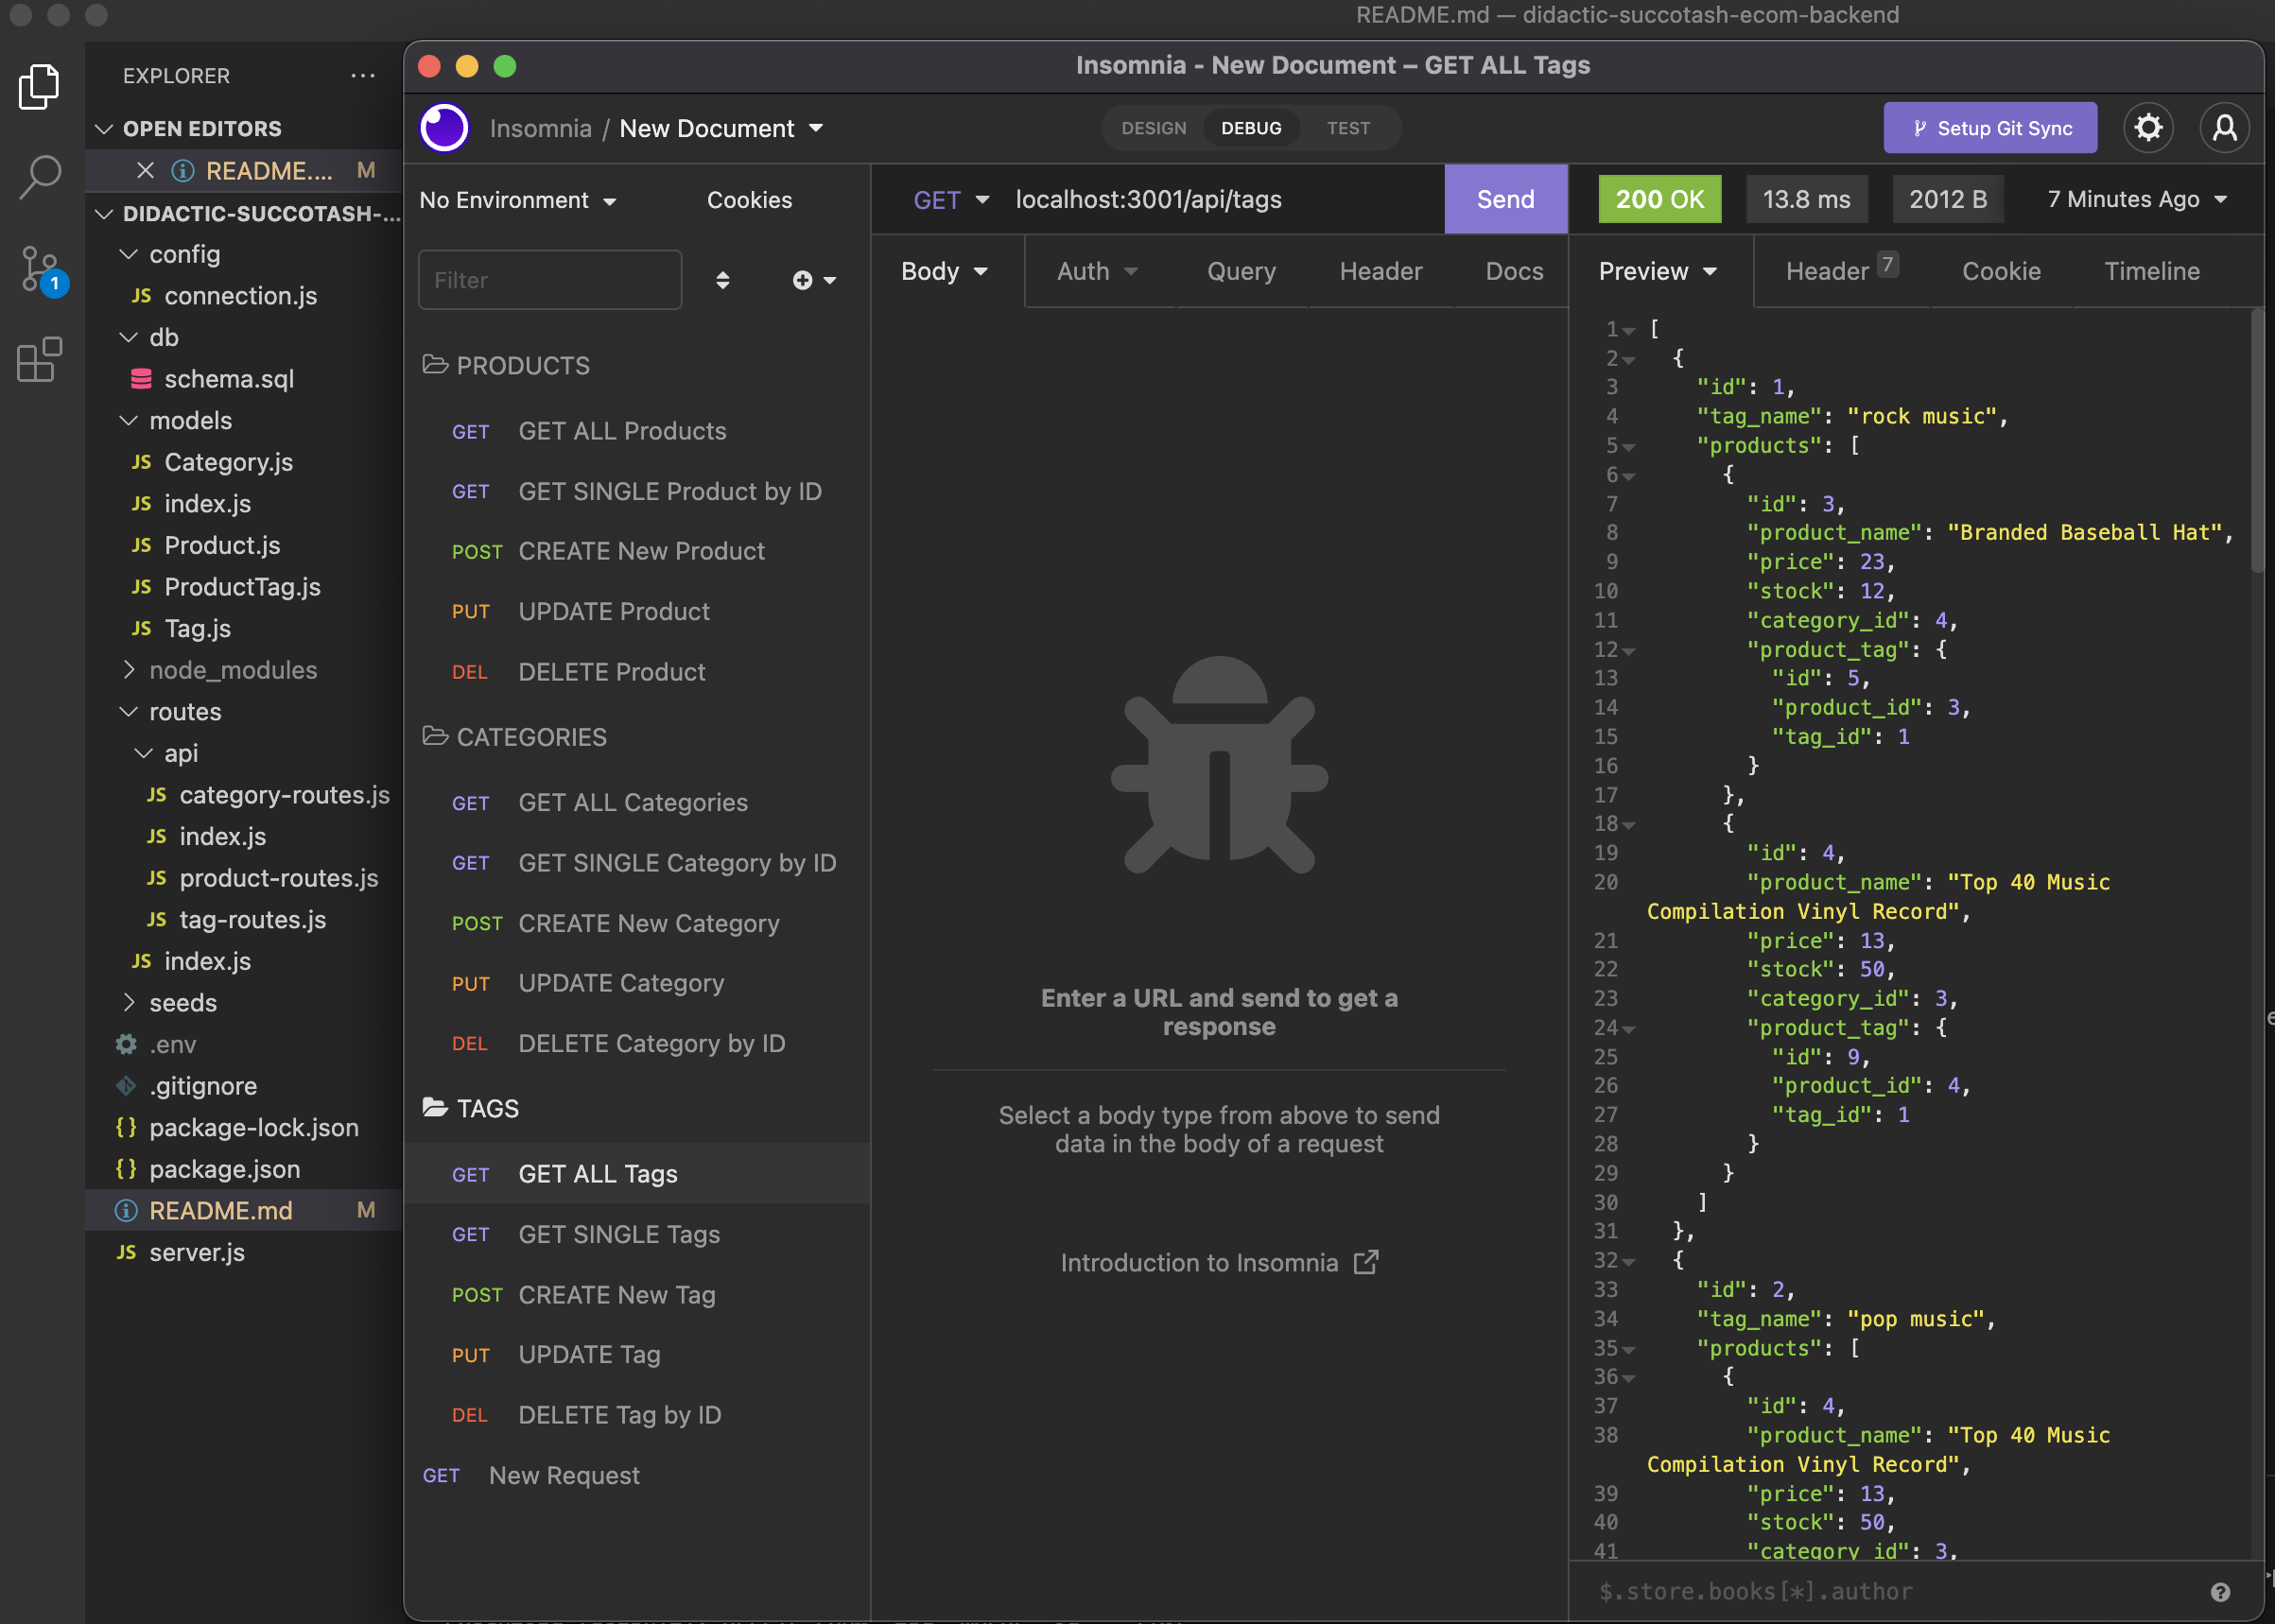 README.md — didactic-succotash-ecom-backend
EXPLORER
OPEN EDITORS
README.... M
DIDACTIC-SUCCOTASH-...
config
JS connection.js
db
schema.sql
models
JS Category.js
JS index.js
JS Product.js
JS ProductTag.js
JS Tag.js
node_modules
routes
api
JS category-routes.js
JS index.js
JS product-routes.js
JS tag-routes.js
JS index.js
seeds
.env
.gitignore
{} package-lock.json
{} package.json
README.md M
JS server.js
1
Insomnia - New Document – GET ALL Tags
Insomnia / New Document
DESIGN DEBUG TEST
Setup Git Sync
No Environment Cookies
Filter
PRODUCTS
GET GET ALL Products
GET GET SINGLE Product by ID
POST CREATE New Product
PUT UPDATE Product
DEL DELETE Product
CATEGORIES
GET GET ALL Categories
GET GET SINGLE Category by ID
POST CREATE New Category
PUT UPDATE Category
DEL DELETE Category by ID
TAGS
GET GET ALL Tags
GET GET SINGLE Tags
POST CREATE New Tag
PUT UPDATE Tag
DEL DELETE Tag by ID
GET New Request
GET localhost:3001/api/tags Send
Body Auth Query Header Docs
Enter a URL and send to get a
response
Select a body type from above to send
data in the body of a request
Introduction to Insomnia
200 OK 13.8 ms 2012 B 7 Minutes Ago
Preview Header 7 Cookie Timeline
1 [
2 {
3 "id": 1,
4 "tag_name": "rock music",
5 "products": [
6 {
7 "id": 3,
8 "product_name": "Branded Baseball Hat",
9 "price": 23,
10 "stock": 12,
11 "category_id": 4,
12 "product_tag": {
13 "id": 5,
14 "product_id": 3,
15 "tag_id": 1
16 }
17 },
18 {
19 "id": 4,
20 "product_name": "Top 40 Music
Compilation Vinyl Record",
21 "price": 13,
22 "stock": 50,
23 "category_id": 3,
24 "product_tag": {
25 "id": 9,
26 "product_id": 4,
27 "tag_id": 1
28 }
29 }
30 ]
31 },
32 {
33 "id": 2,
34 "tag_name": "pop music",
35 "products": [
36 {
37 "id": 4,
38 "product_name": "Top 40 Music
Compilation Vinyl Record",
39 "price": 13,
40 "stock": 50,
41 "category_id": 3,
$.store.books[*].author